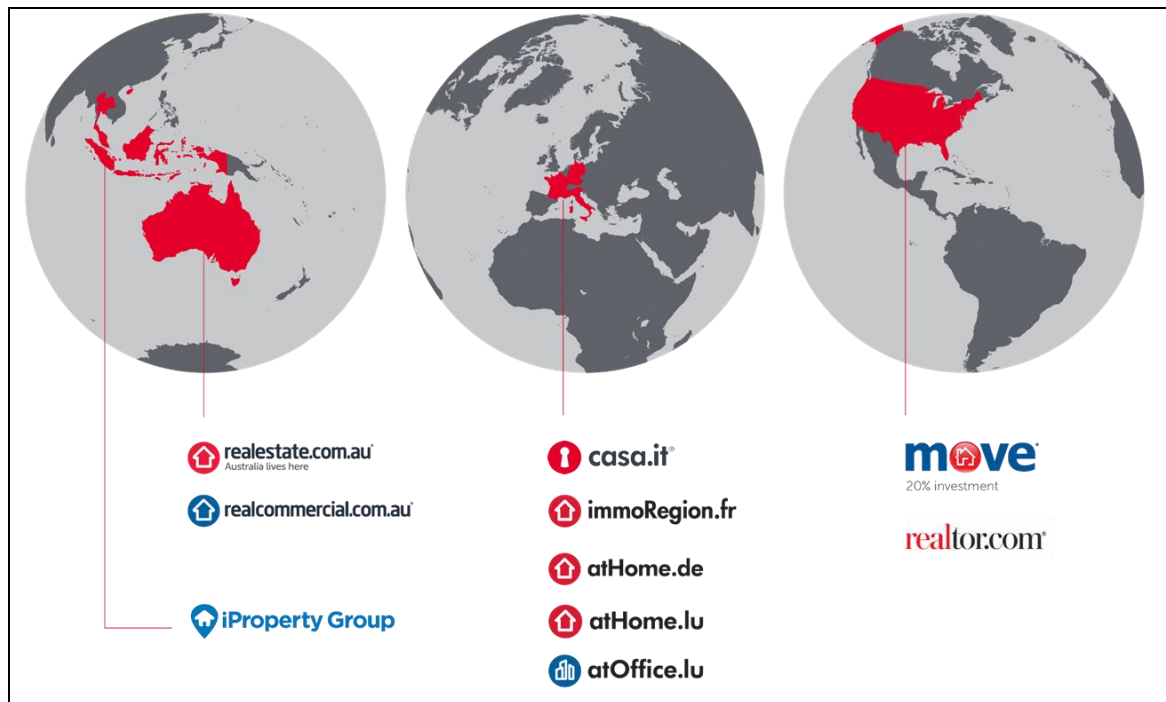 realestate.com.au®
Australia lives here
realcommercial.com.au®
iProperty Group
casa.it®
immoRegion.fr
atHome.de
atHome.lu
atOffice.lu
move®
20% investment
realtor.com®